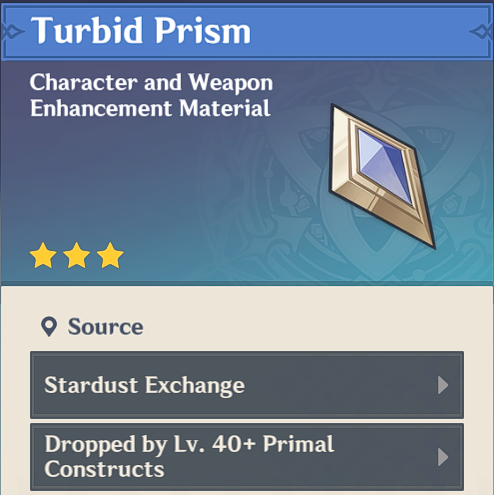 Turbid Prism
Character and Weapon
Enhancement Material
Source
Stardust Exchange
Dropped by Lv. 40+ Primal
Constructs